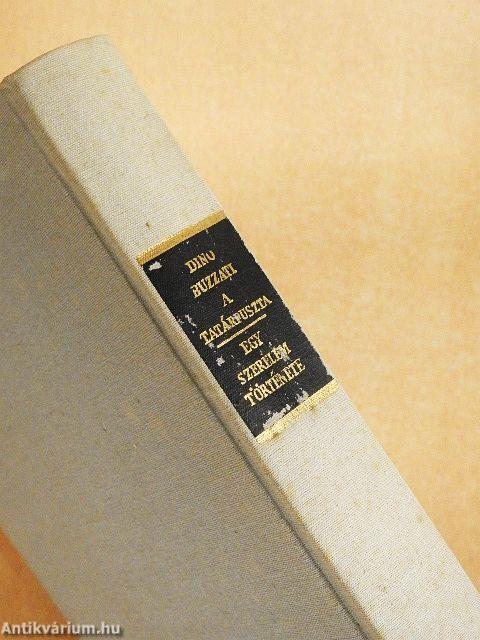 DINO
BUZZATI
A
TATÁRPUSZTA
EGY
SZERELEM
TÖRTÉNETE
Antikvárium.hu